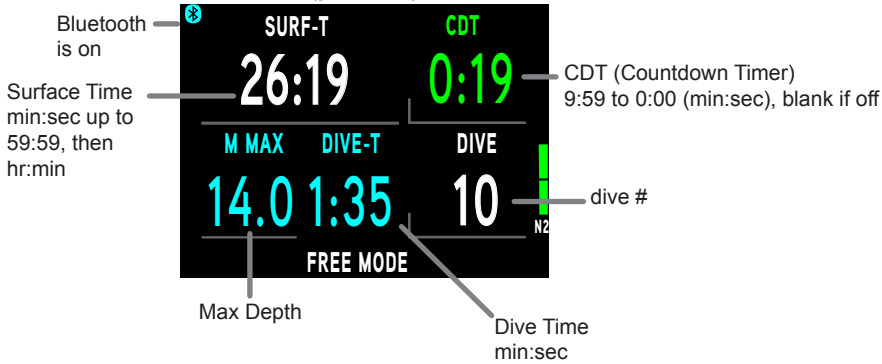 Bluetooth
is on
Surface Time
min:sec up to
59:59, then
hr:min
SURF-T
CDT
26:19
0:19
M MAX
DIVE-T
DIVE
14.0
1:35
10
N2
FREE MODE
CDT (Countdown Timer)
9:59 to 0:00 (min:sec), blank if off
dive #
Max Depth
Dive Time
min:sec